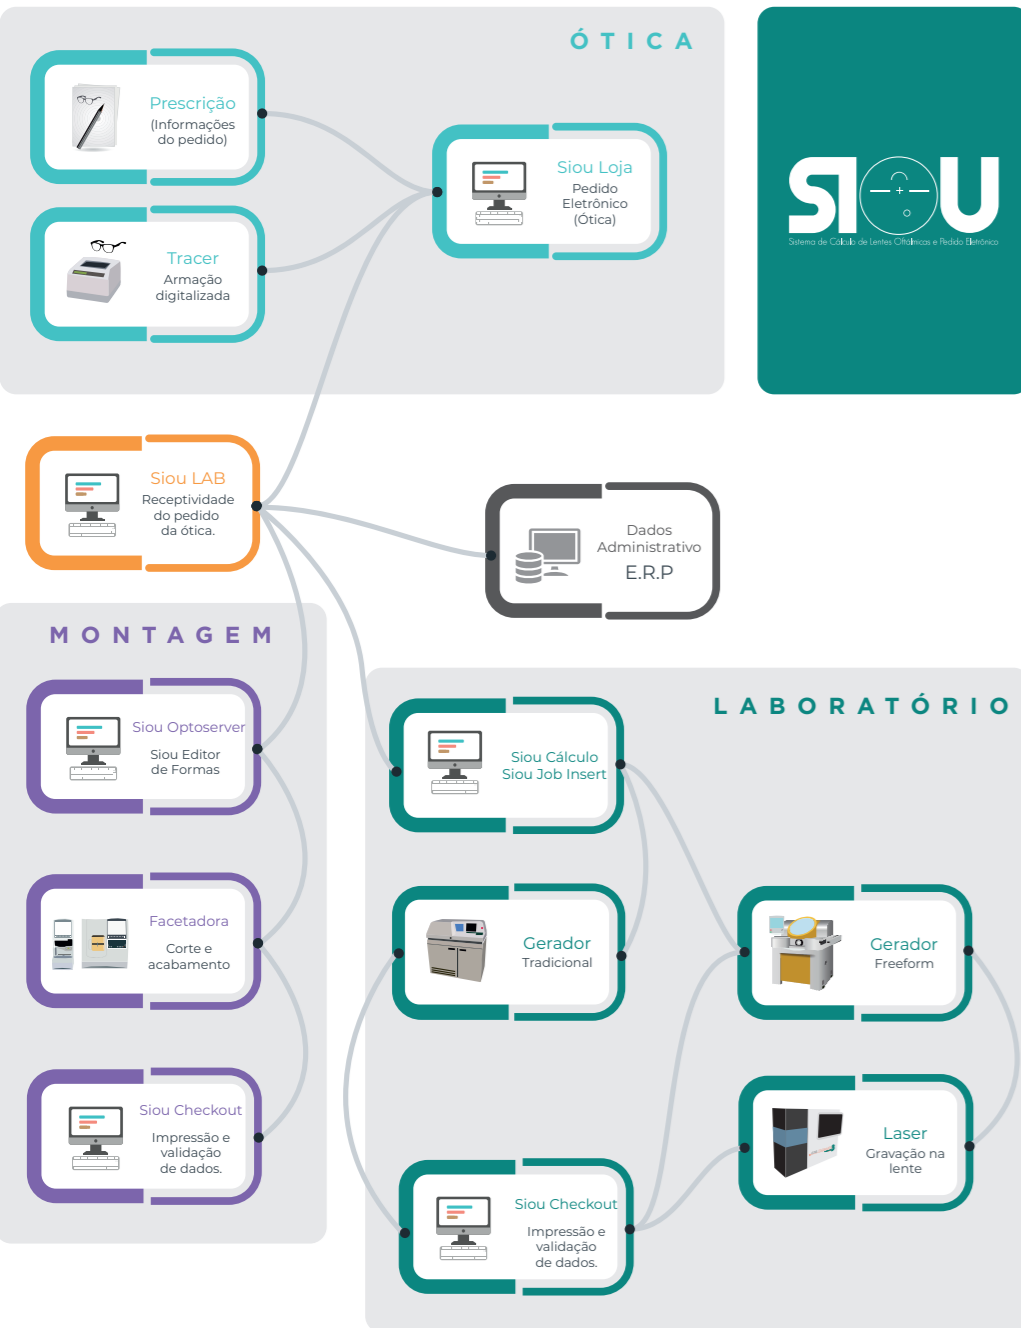 ÓTICA
Prescrição
(Informações
do pedido)
Siou Loja
Pedido
Eletrônico
(Ótica)
Tracer
Armação
digitalizada
SIOU
Sistema de Cálculo de Lentes Oftálmicas e Pedido Eletrônico
Siou LAB
Receptividade
do pedido
da ótica.
Dados
Administrativo
E.R.P
MONTAGEM
Siou Optoserver
Siou Editor
de Formas
Facetadora
Corte e
acabamento
Siou Checkout
Impressão e
validação
de dados.
LABORATÓRIO
Siou Cálculo
Siou Job Insert
Gerador
Tradicional
Gerador
Freeform
Laser
Gravação na
lente
Siou Checkout
Impressão e
validação
de dados.